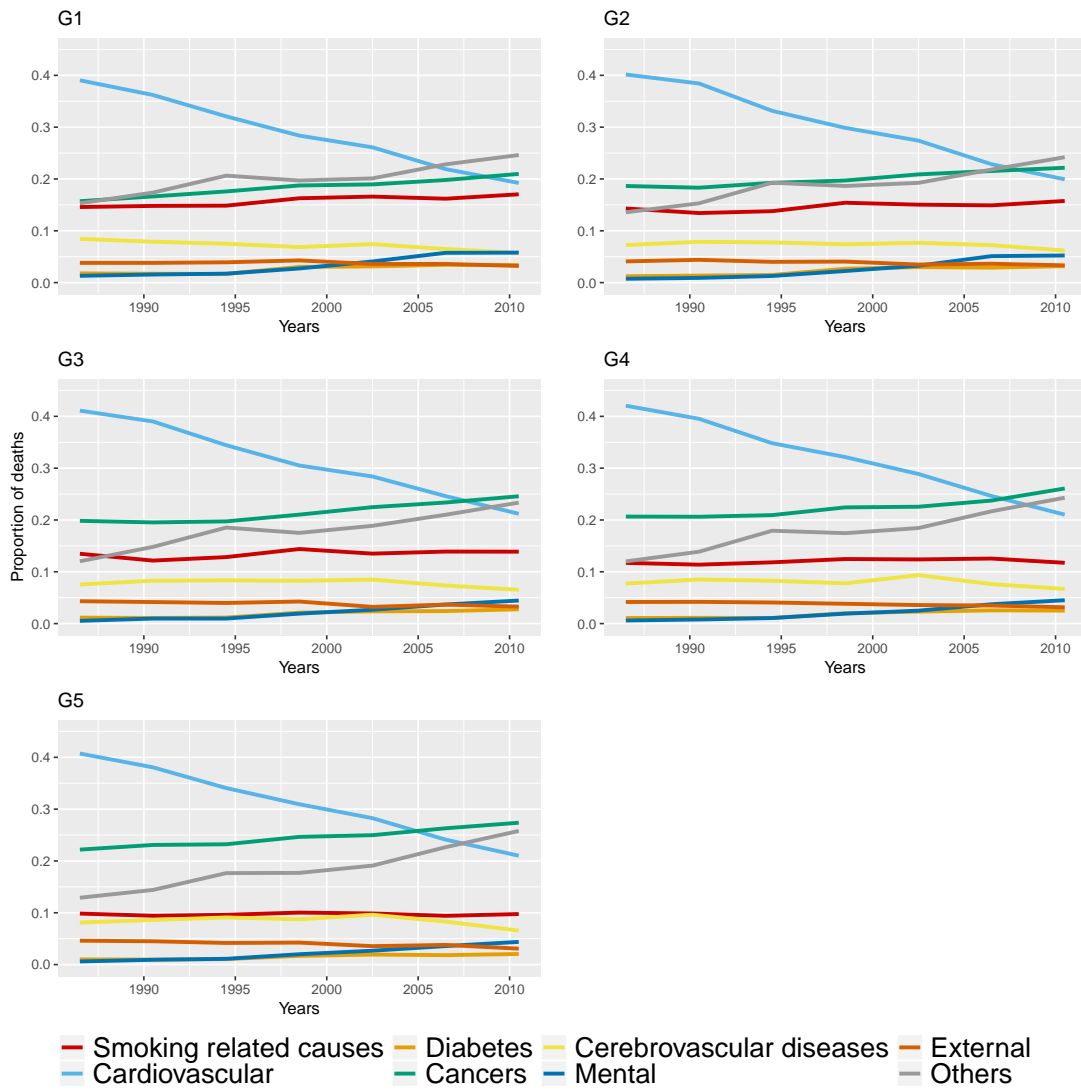 G1
G2
0.4
0.3
0.2
0.1
0.0
1990 1995 2000 2005 2010
Years
0.4
0.3
0.2
0.1
0.0
1990 1995 2000 2005 2010
Years
G3
G4
Proportion of deaths
0.4
0.3
0.2
0.1
0.0
1990 1995 2000 2005 2010
Years
0.4
0.3
0.2
0.1
0.0
1990 1995 2000 2005 2010
Years
G5
0.4
0.3
0.2
0.1
0.0
1990 1995 2000 2005 2010
Years
Smoking related causes Diabetes Cerebrovascular diseases External
Cardiovascular Cancers Mental Others